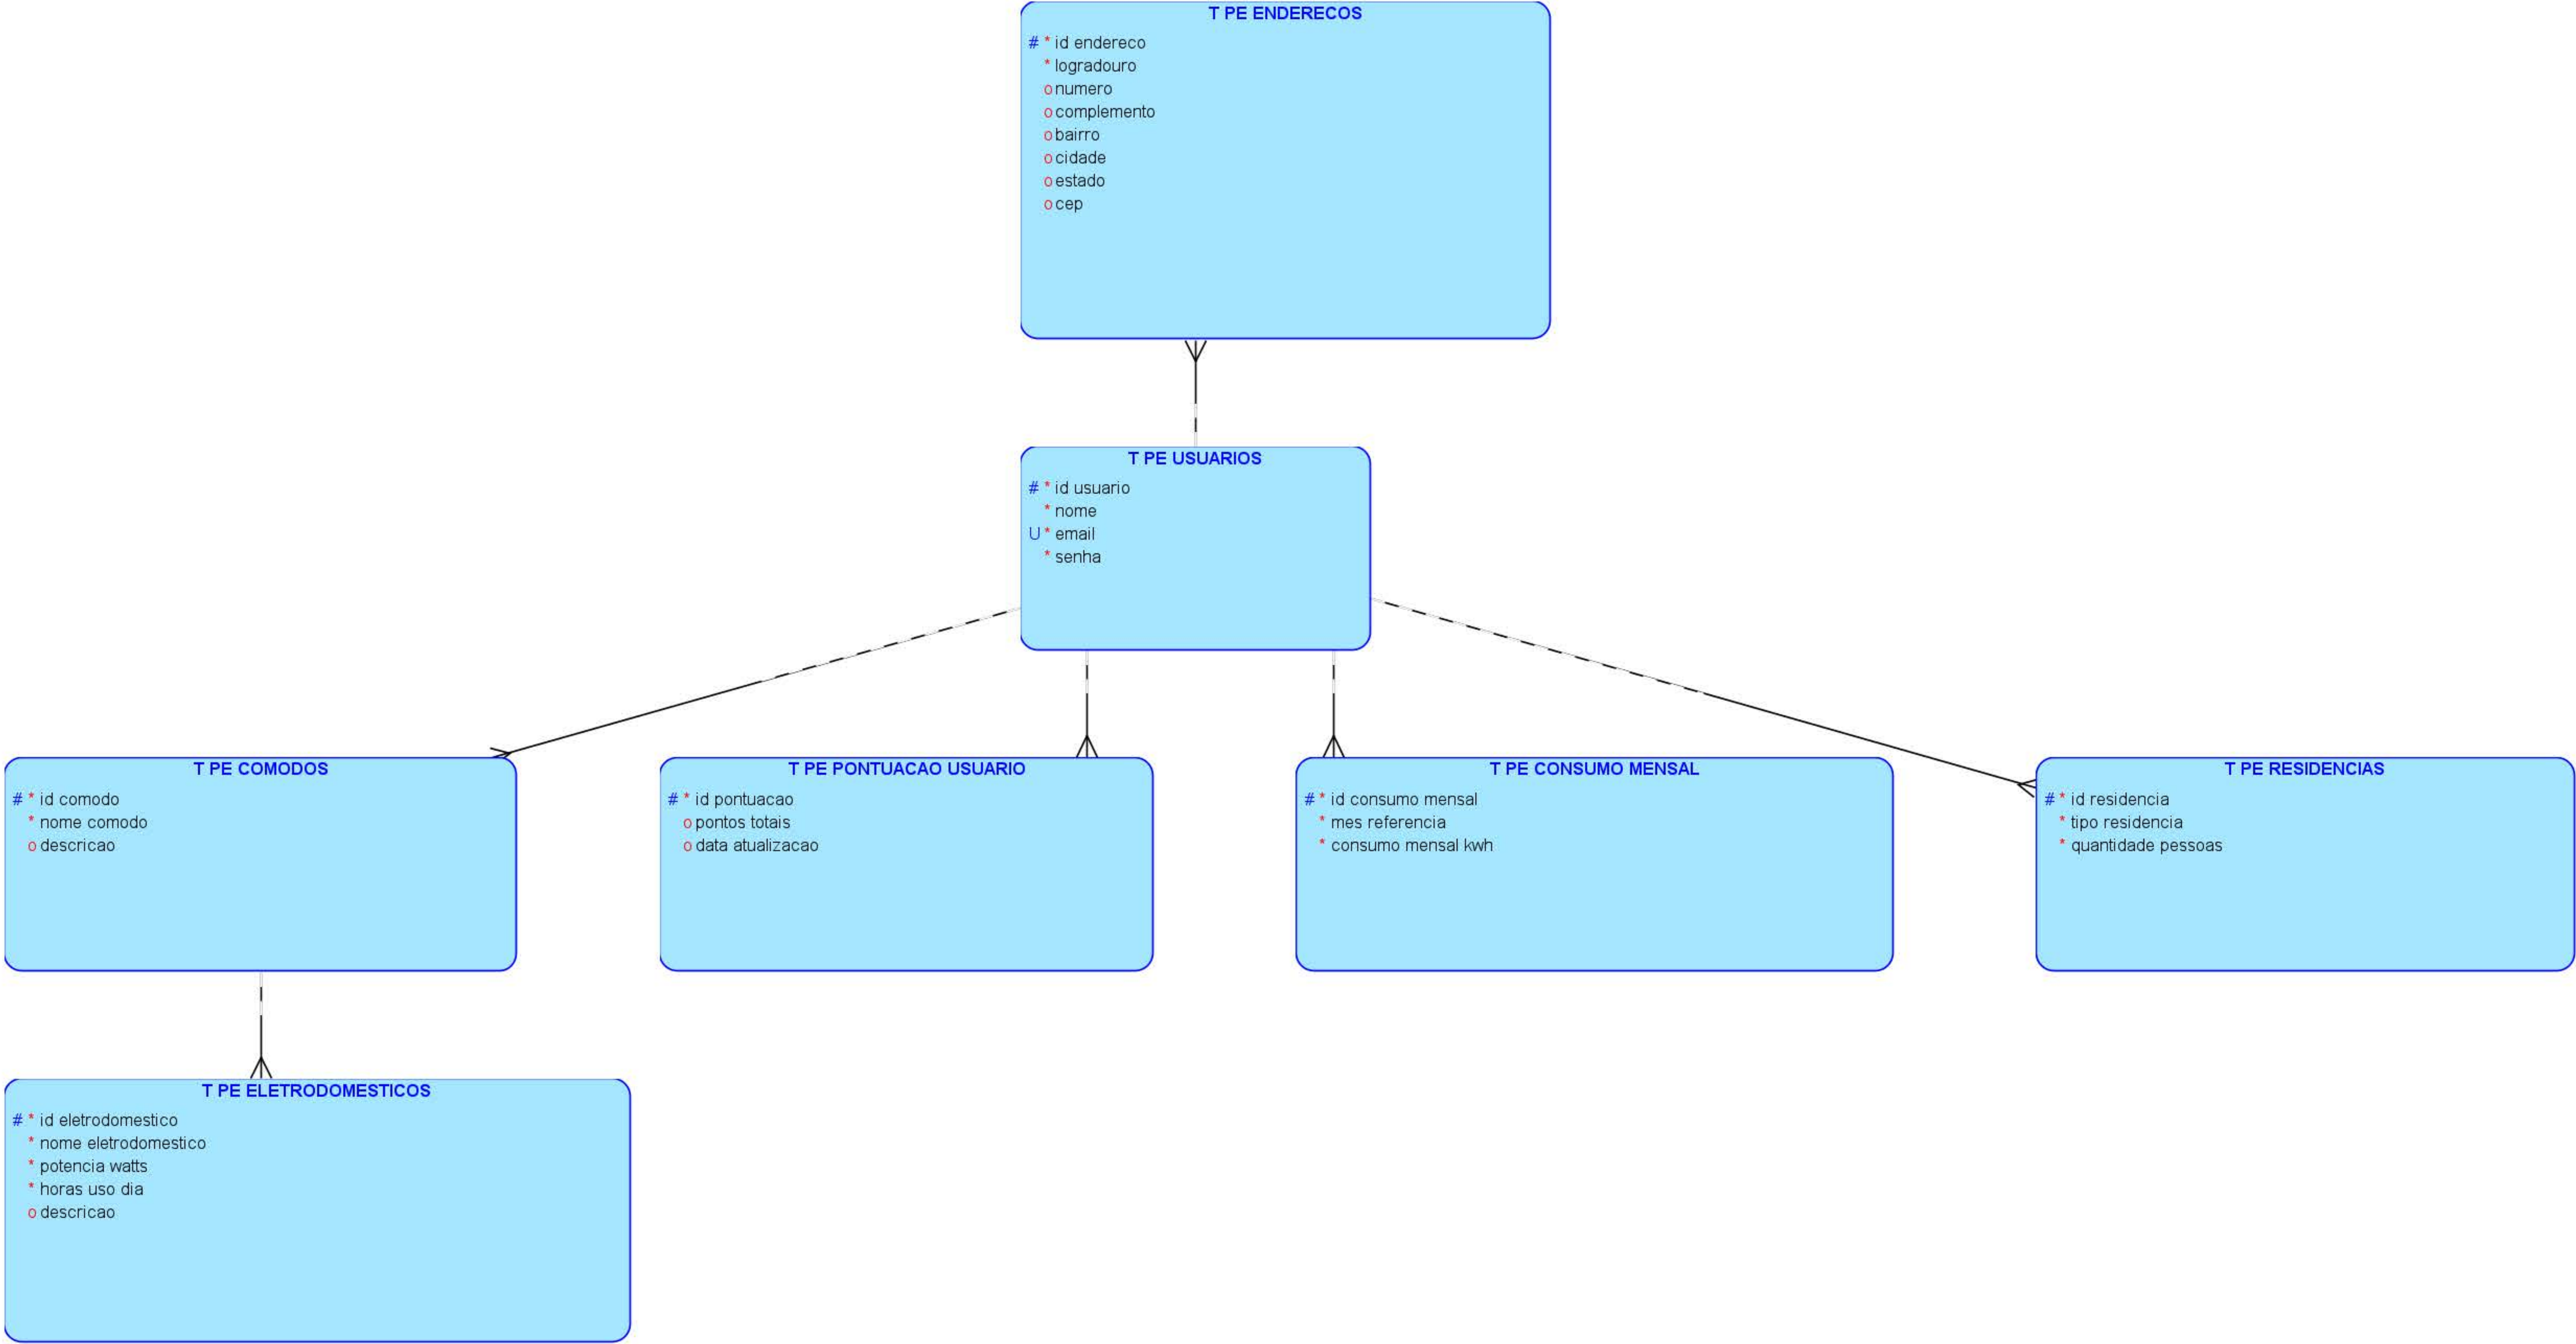 T PE ENDERECOS
# * id endereco
* logradouro
o numero
o complemento
o bairro
o cidade
o estado
o cep
T PE USUARIOS
# * id usuario
* nome
U * email
* senha
T PE COMODOS
# * id comodo
* nome comodo
o descricao
T PE PONTUACAO USUARIO
# * id pontuacao
o pontos totais
o data atualizacao
T PE CONSUMO MENSAL
# * id consumo mensal
* mes referencia
* consumo mensal kwh
T PE RESIDENCIAS
# * id residencia
* tipo residencia
* quantidade pessoas
T PE ELETRODOMESTICOS
# * id eletrodomestico
* nome eletrodomestico
* potencia watts
* horas uso dia
o descricao